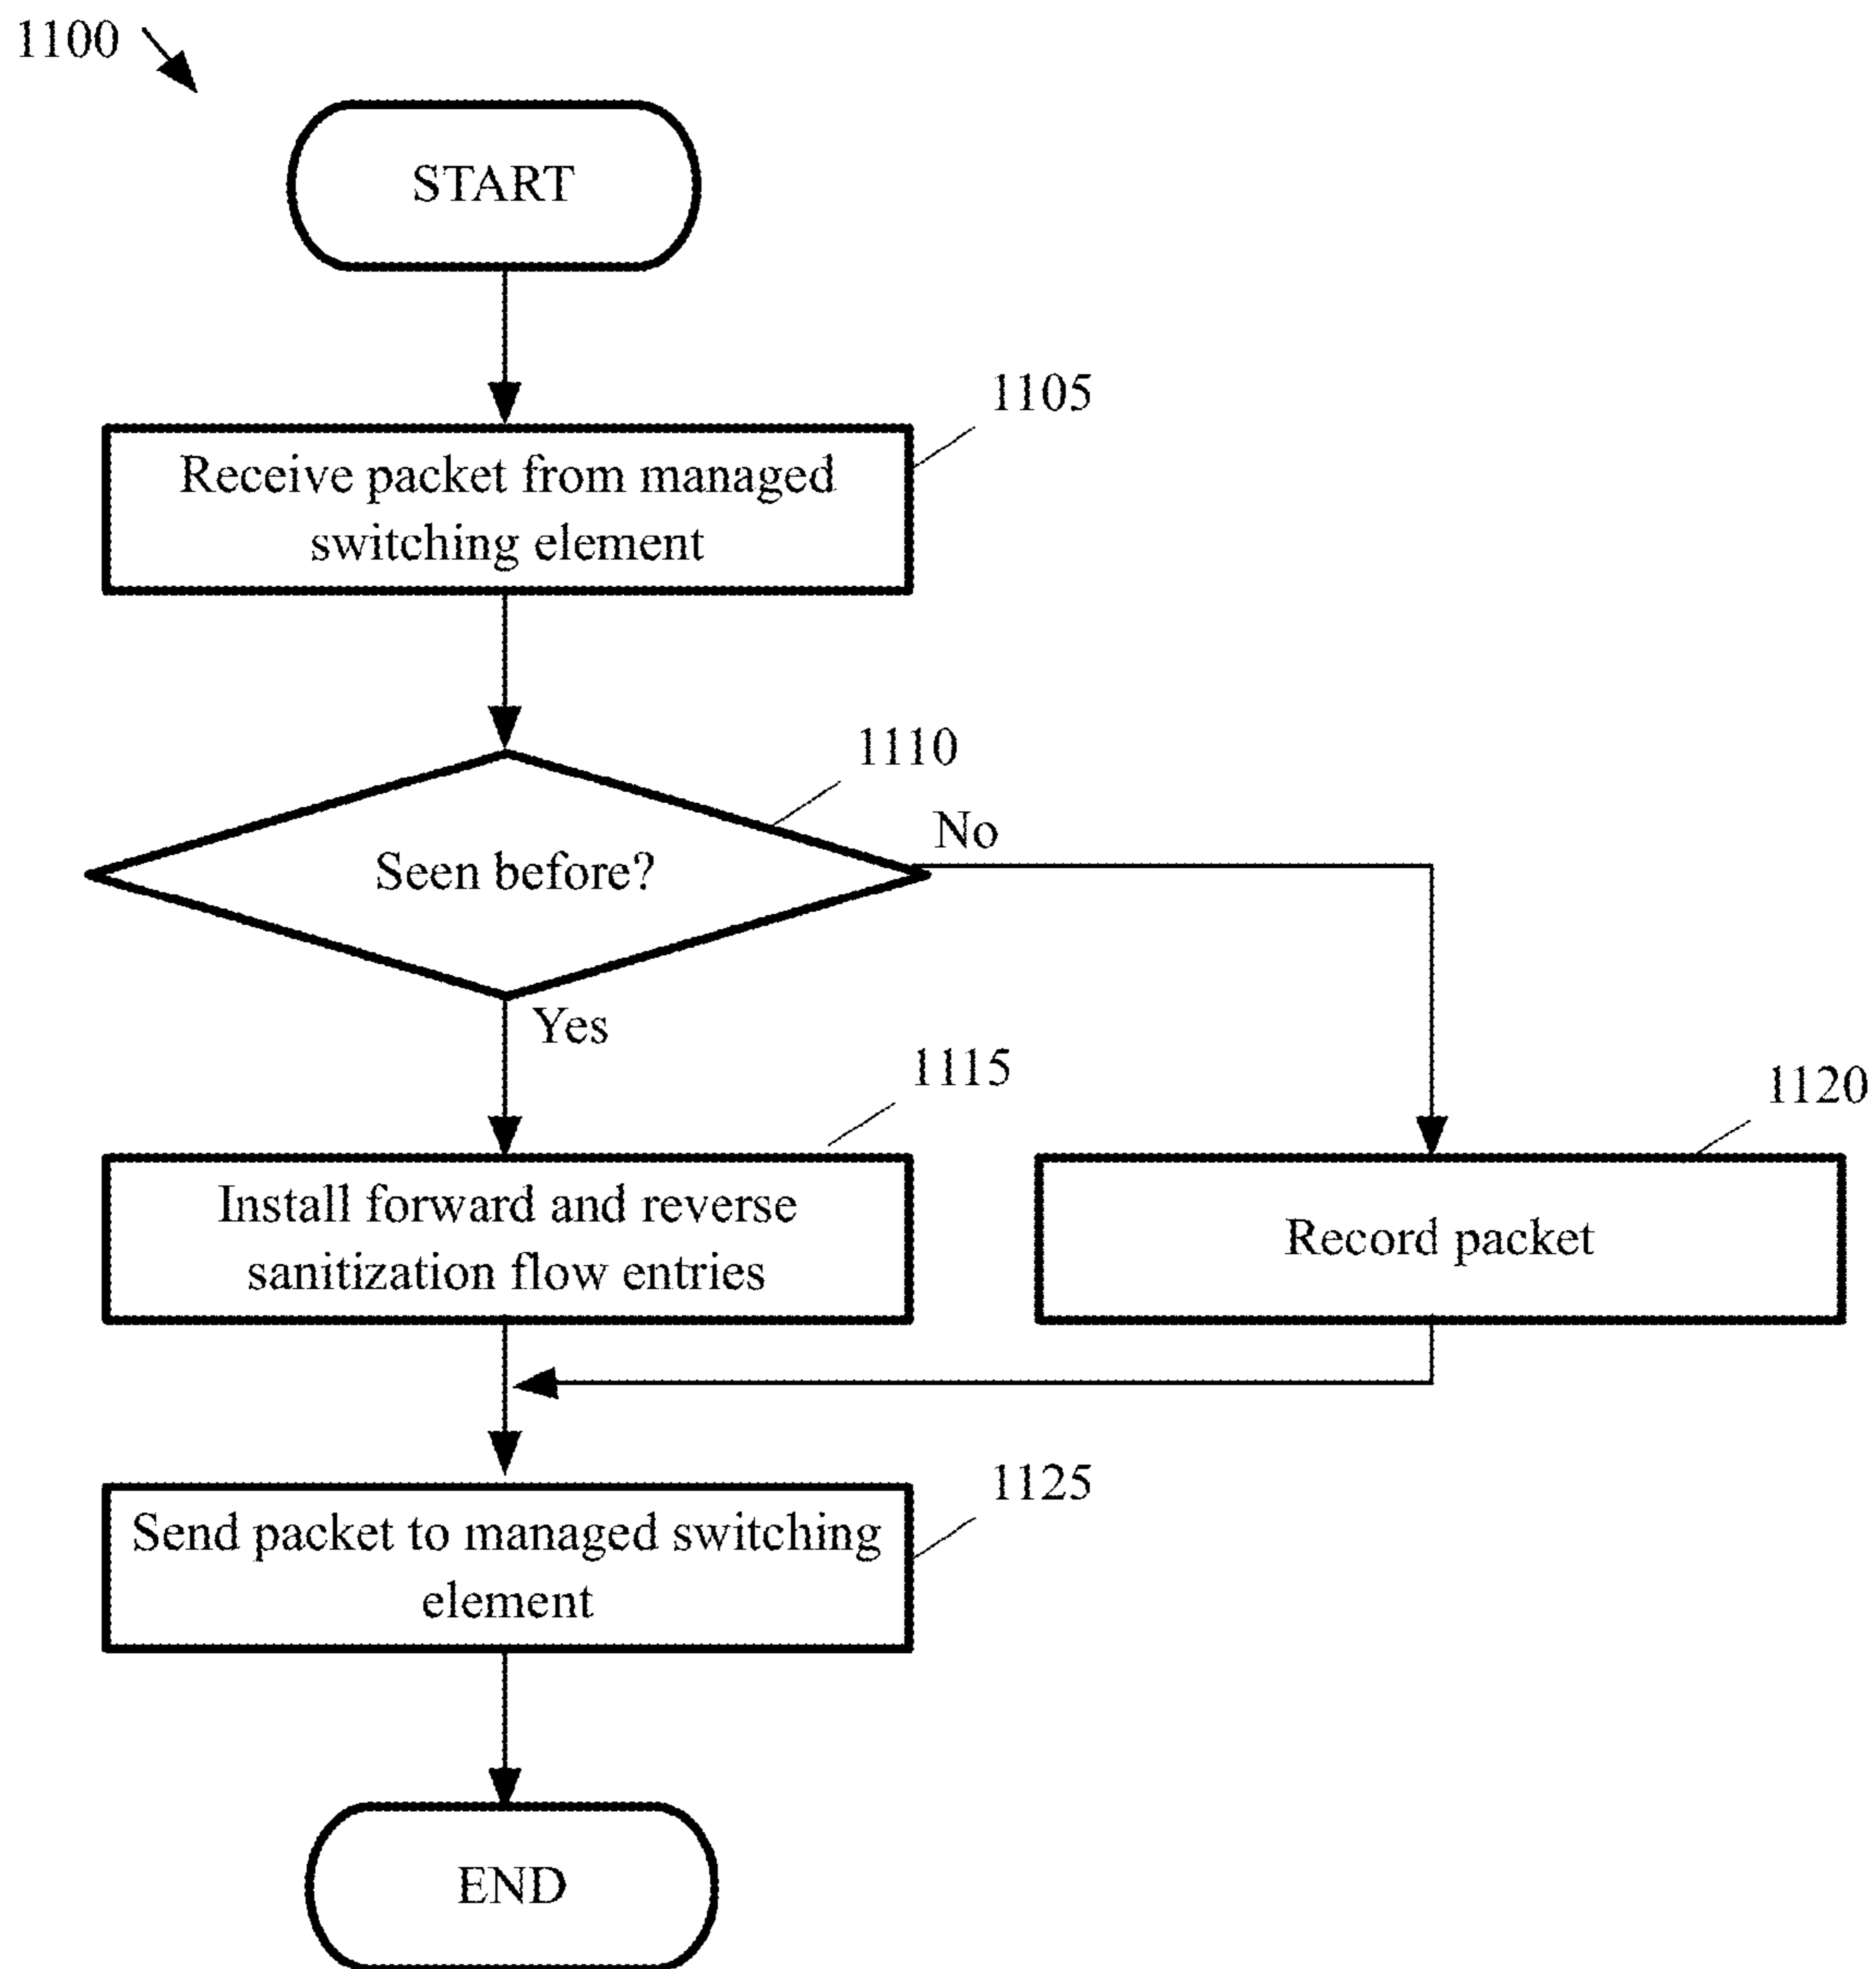 1100
START
1105
Receive packet from managed
switching element
1110
No
Seen before?
Yes
1115
1120
Install forward and reverse
sanitization flow entries
Record packet
1125
Send packet to managed switching
element
END